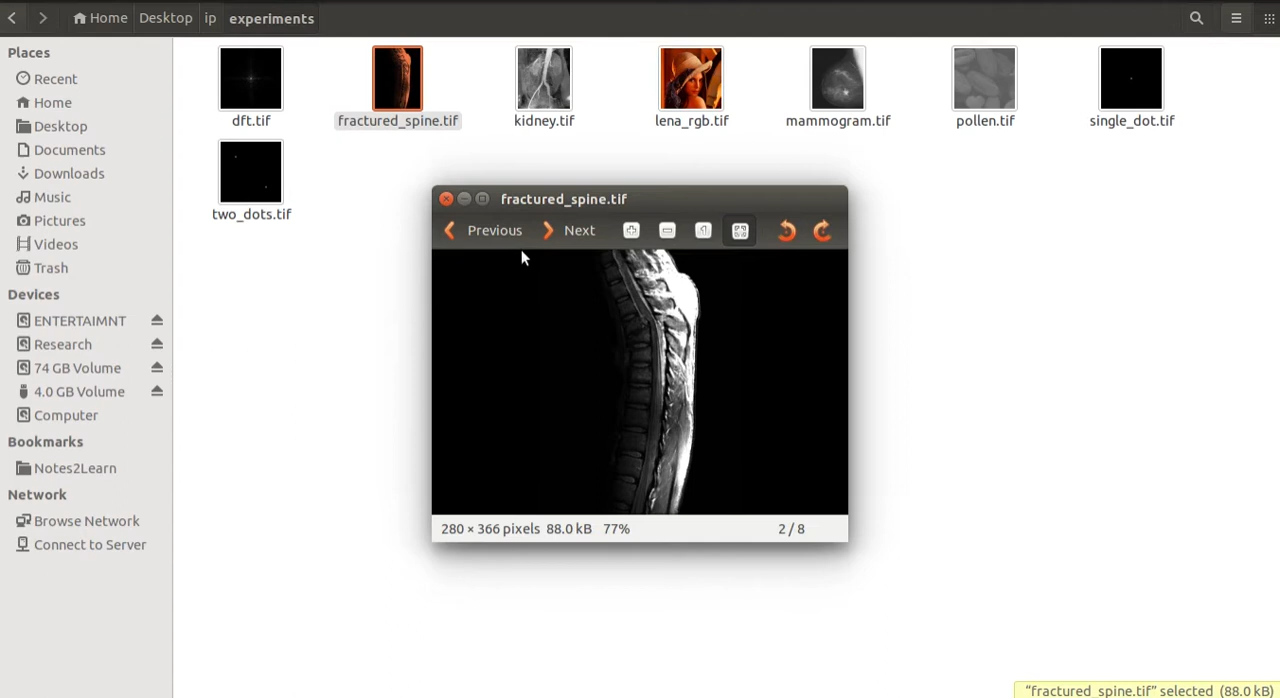 Home Desktop ip experiments
Places
Recent
Home
Desktop
Documents
Downloads
Music
Pictures
Videos
Trash
Devices
ENTERTAIMNT
Research
74 GB Volume
4.0 GB Volume
Computer
Bookmarks
Notes2Learn
Network
Browse Network
Connect to Server
dft.tif
fractured_spine.tif
kidney.tif
lena_rgb.tif
mammogram.tif
pollen.tif
single_dot.tif
two_dots.tif
fractured_spine.tif
Previous Next
280 × 366 pixels 88.0 kB 77% 2 / 8
“fractured_spine.tif” selected (88.0 kB)